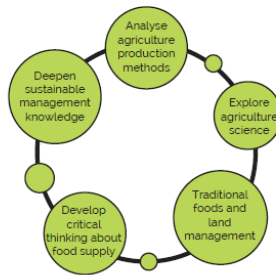 Analyse
agriculture
production
methods
Explore
agriculture
science
Traditional
foods and
land
management
Develop
critical
thinking about
food supply
Deepen
sustainable
management
knowledge